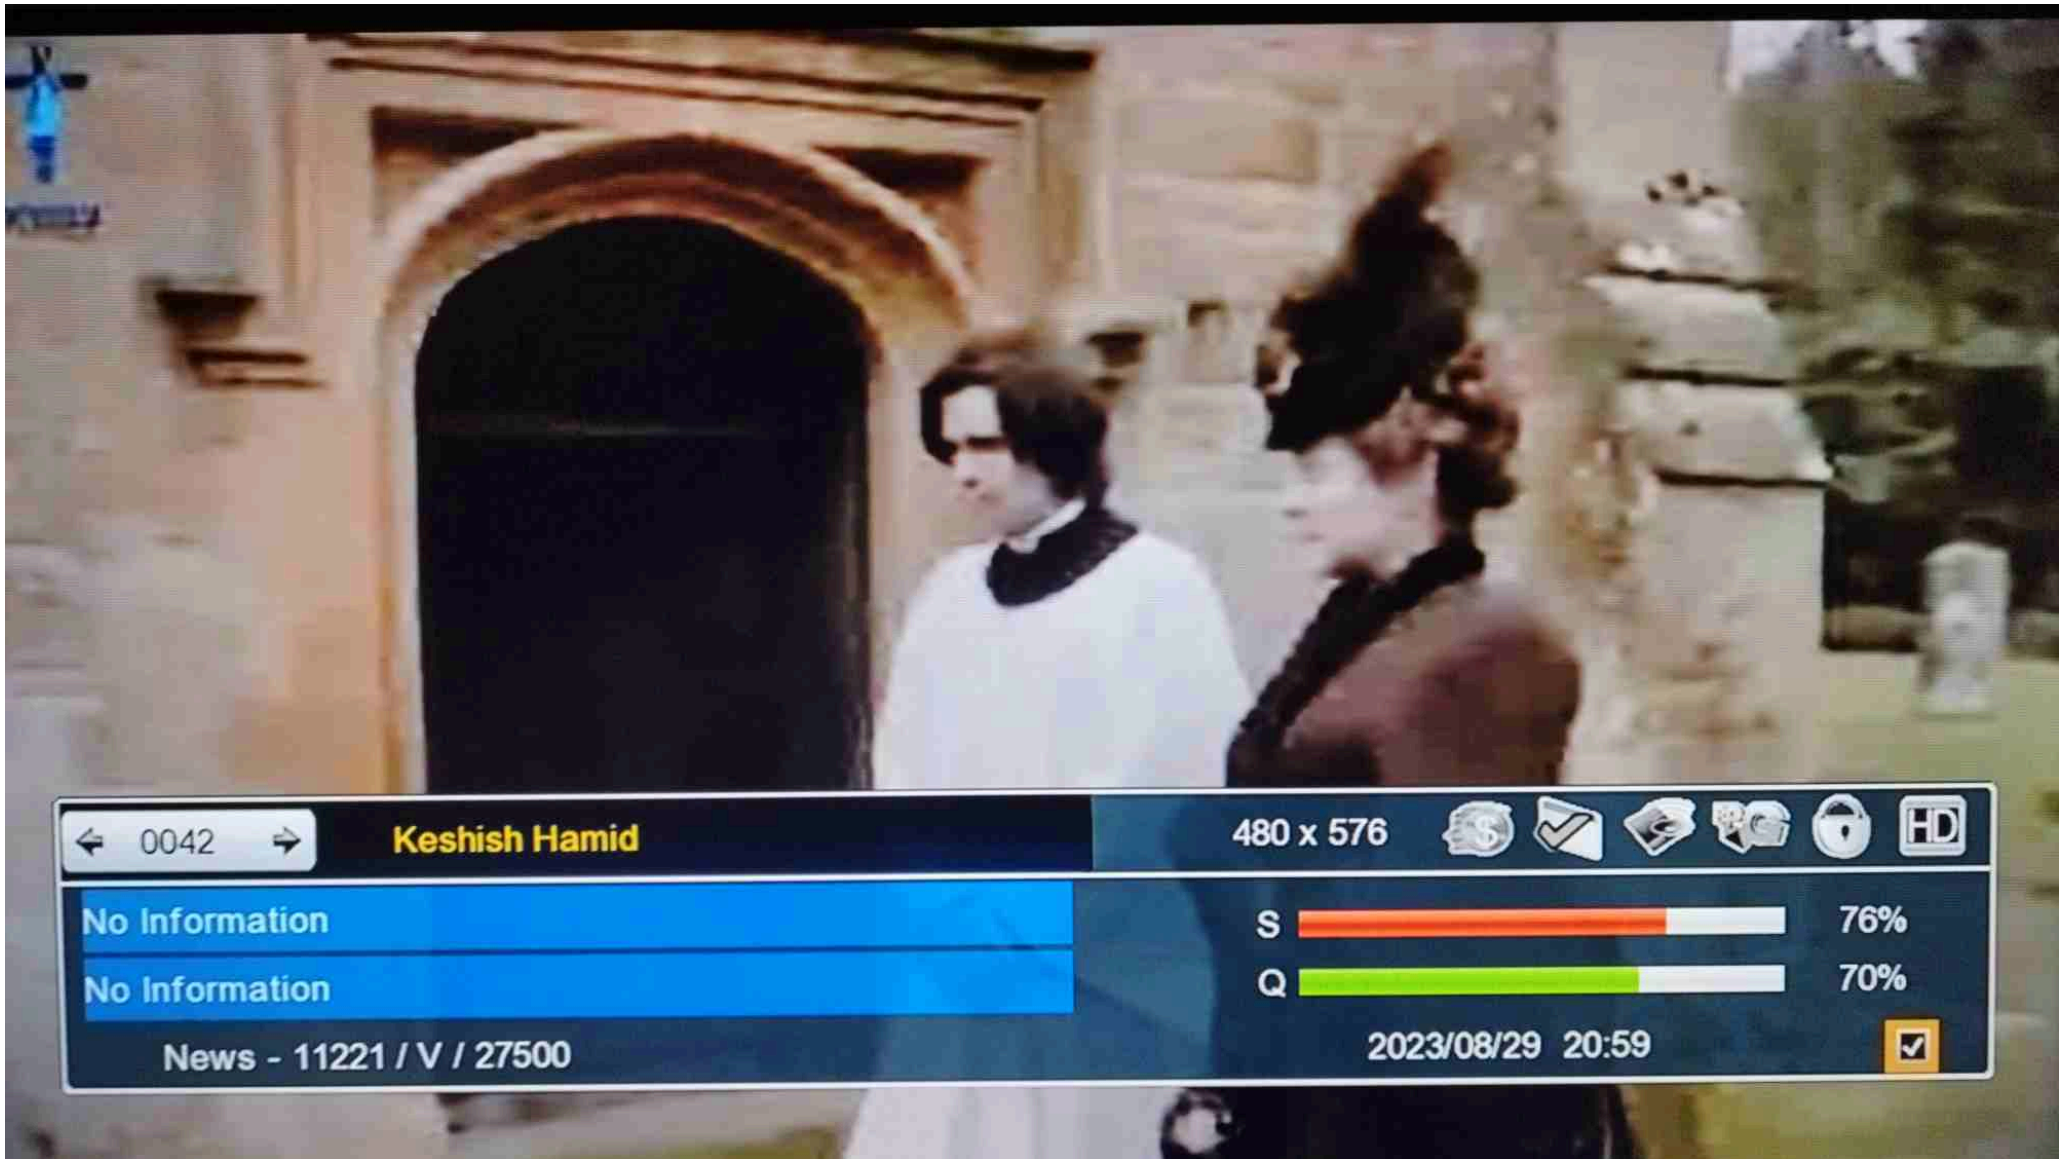 0042
Keshish Hamid
480 x 576
HD
No Information
No Information
S 76%
Q 70%
News - 11221 / V / 27500
2023/08/29 20:59